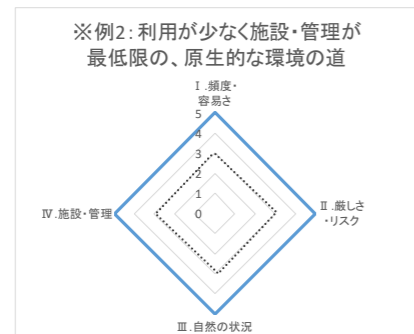 ※例2：利用が少なく施設・管理が
最低限の、原生的な環境の道
Ⅰ.頻度・
容易さ
5
4
3
2
1
0
Ⅱ.厳しさ
・リスク
Ⅳ.施設・管理
Ⅲ.自然の状況